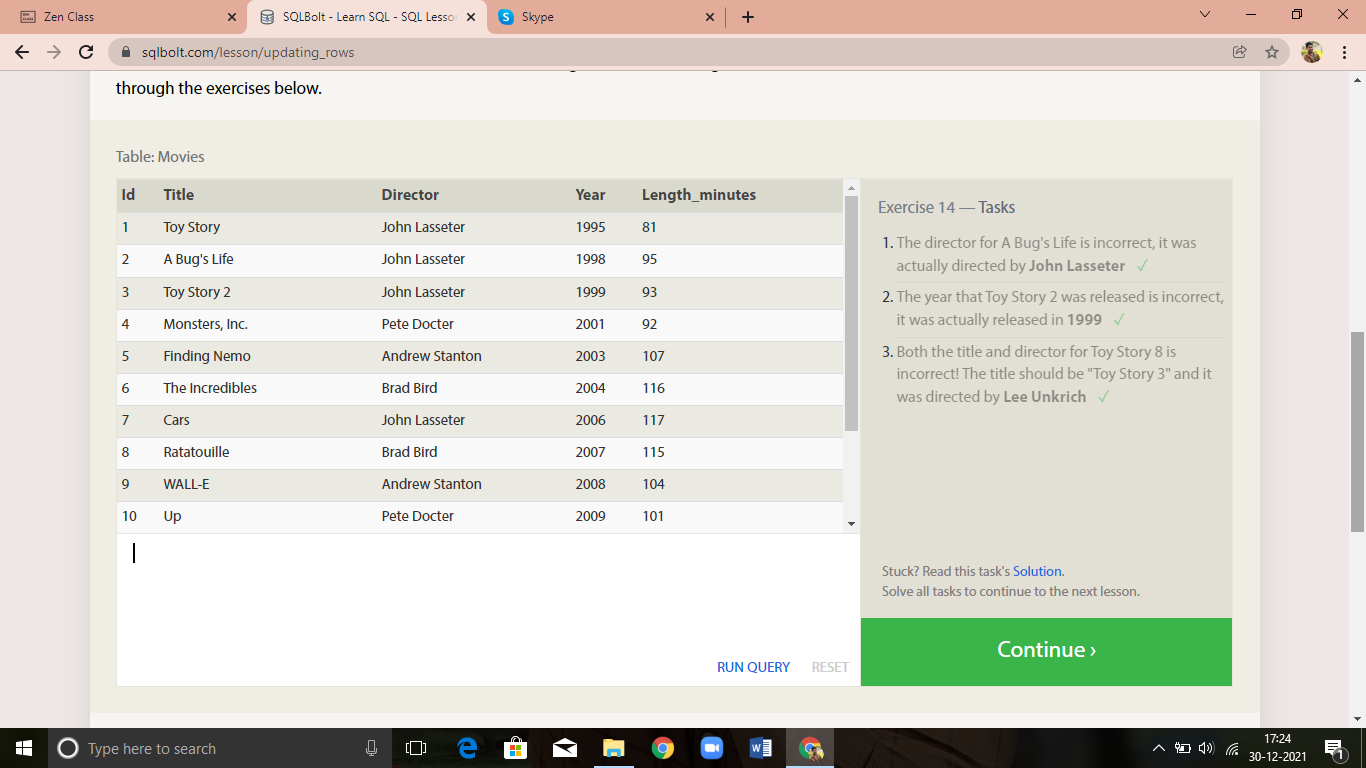 Zen Class
SQLBolt - Learn SQL - SQL Lesson
Skype
sqlbolt.com/lesson/updating_rows
through the exercises below.
Table: Movies
Id Title Director Year Length_minutes
1 Toy Story John Lasseter 1995 81
2 A Bug's Life John Lasseter 1998 95
3 Toy Story 2 John Lasseter 1999 93
4 Monsters, Inc. Pete Docter 2001 92
5 Finding Nemo Andrew Stanton 2003 107
6 The Incredibles Brad Bird 2004 116
7 Cars John Lasseter 2006 117
8 Ratatouille Brad Bird 2007 115
9 WALL-E Andrew Stanton 2008 104
10 Up Pete Docter 2009 101
RUN QUERY RESET
Exercise 14 — Tasks
1. The director for A Bug's Life is incorrect, it was
actually directed by John Lasseter ✓
2. The year that Toy Story 2 was released is incorrect,
it was actually released in 1999 ✓
3. Both the title and director for Toy Story 8 is
incorrect! The title should be "Toy Story 3" and it
was directed by Lee Unkrich ✓
Stuck? Read this task's Solution.
Solve all tasks to continue to the next lesson.
Continue ›
Type here to search
17:24
30-12-2021
1